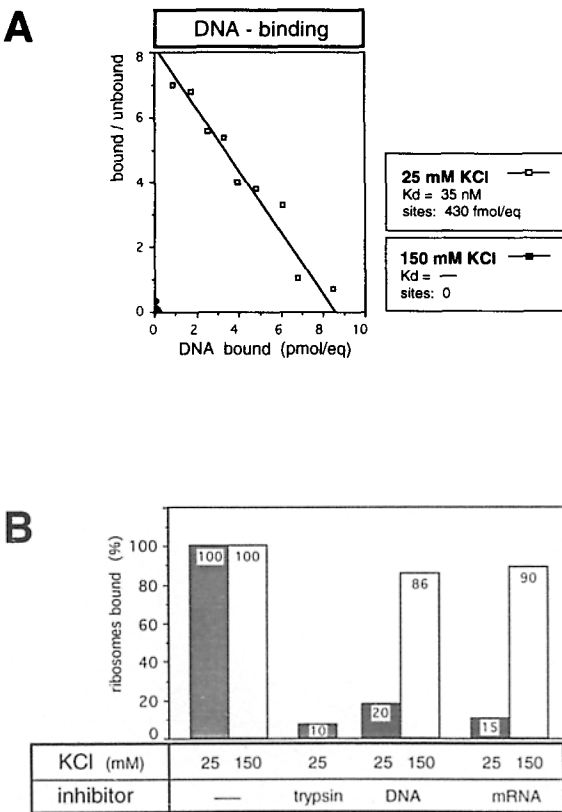 A
DNA - binding
bound / unbound
8
6
4
2
0
0 2 4 6 8 10
DNA bound (pmol/eq)
25 mM KCl
Kd = 35 nM
sites: 430 fmol/eq
150 mM KCl
Kd = —
sites: 0
B
ribosomes bound (%)
100
80
60
40
20
0
100 100
10
20
86
15
90
KCl (mM) 25 150 25 25 150 25 150
inhibitor — trypsin DNA mRNA